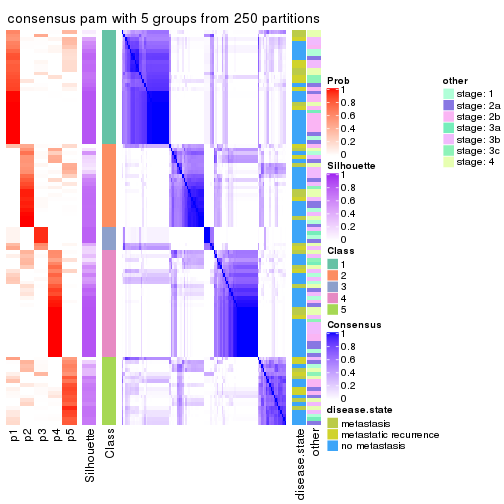 consensus pam with 5 groups from 250 partitions
Prob
1
0.8
0.6
0.4
0.2
0
Silhouette
1
0.8
0.6
0.4
0.2
0
Class
1
2
3
4
5
Consensus
1
0.8
0.6
0.4
0.2
0
disease.state
metastasis
metastatic recurrence
no metastasis
other
stage: 1
stage: 2a
stage: 2b
stage: 3a
stage: 3b
stage: 3c
stage: 4
p1
p2
p3
p4
p5
Silhouette
Class
disease.state
other